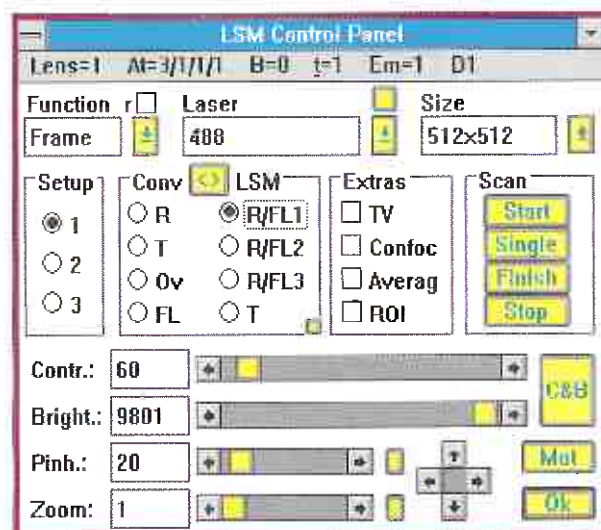 LSM Control Panel
Lens=1 At=3/1/1/1 B=0 t=1 Em=1 D1
Function r Laser Size
Frame 488 512x512
Setup Conv <> LSM Extras Scan
1 R R/FL1 TV Start
2 T R/FL2 Confoc Single
3 Ov R/FL3 Averag Finish
FL T ROI Stop
Contr.: 60 C&B
Bright.: 9801
Pinh.: 20 Mot
Zoom: 1 Ok